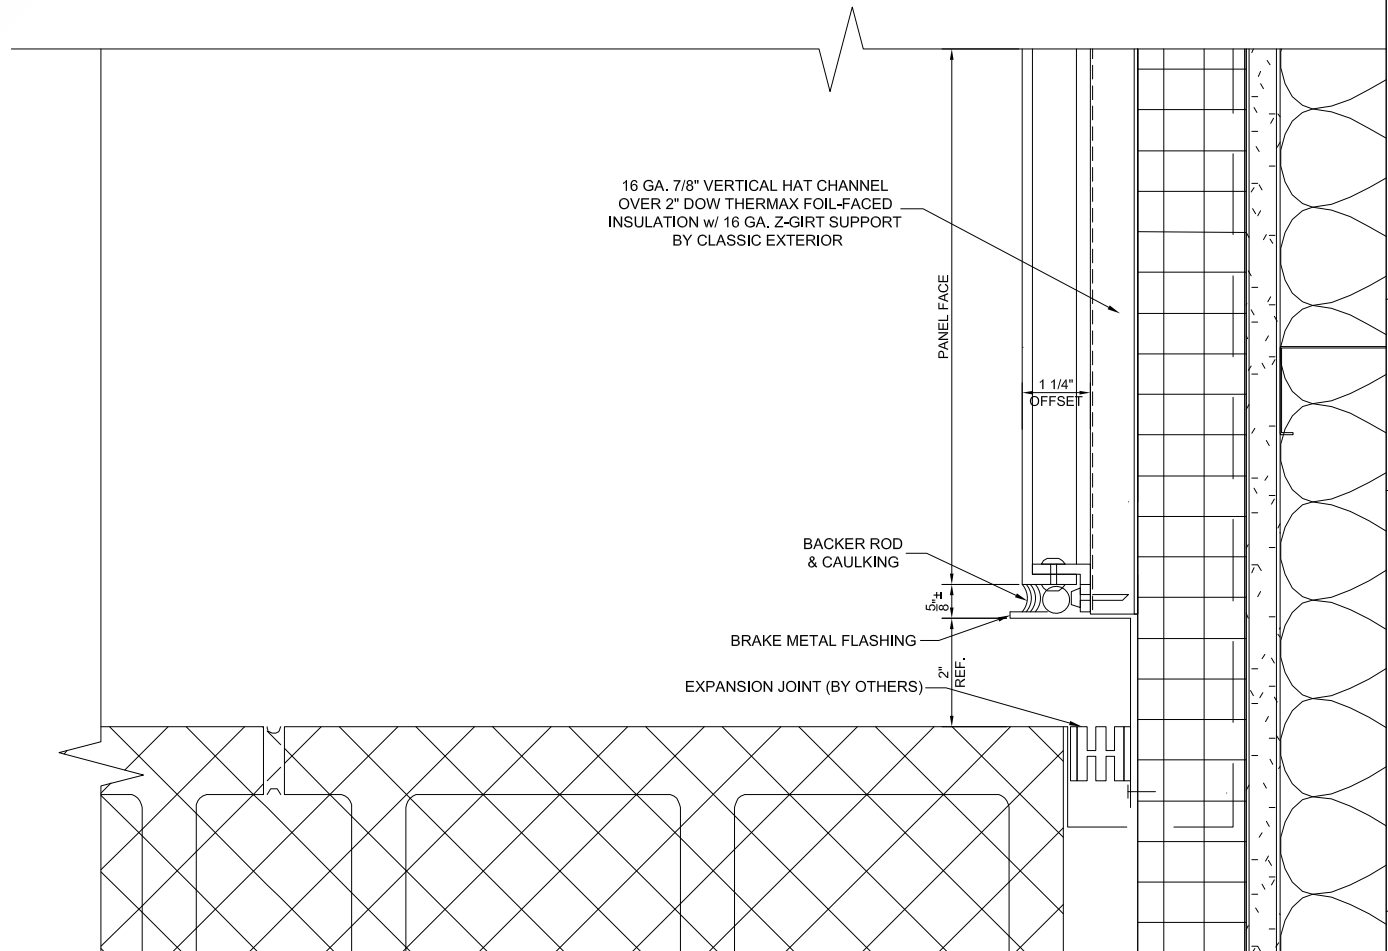 16 GA. 7/8" VERTICAL HAT CHANNEL
OVER 2" DOW THERMAX FOIL-FACED
INSULATION w/ 16 GA. Z-GIRT SUPPORT
BY CLASSIC EXTERIOR
PANEL FACE
1 1/4"
OFFSET
BACKER ROD
& CAULKING
5/8"±
BRAKE METAL FLASHING
2"
REF.
EXPANSION JOINT (BY OTHERS)